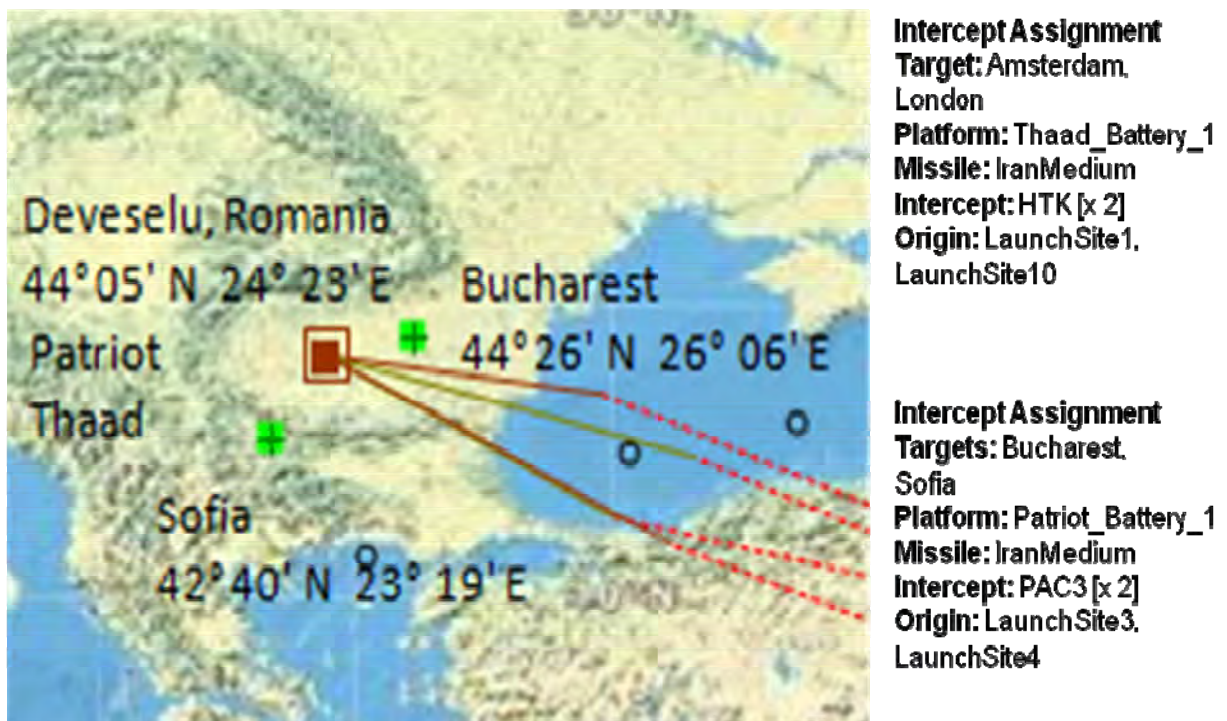 Deveselu, Romania
44°05' N 24° 23'E
Patriot
Thaad
Bucharest
44°26' N 26° 06'E
Sofia
42°40' N 23° 19'E
Intercept Assignment
Target: Amsterdam,
London
Platform: Thaad_Battery_1
Missile: IranMedium
Intercept: HTK [x 2]
Origin: LaunchSite1,
LaunchSite10
Intercept Assignment
Targets: Bucharest,
Sofia
Platform: Patriot_Battery_1
Missile: IranMedium
Intercept: PAC3 [x 2]
Origin: LaunchSite3,
LaunchSite4